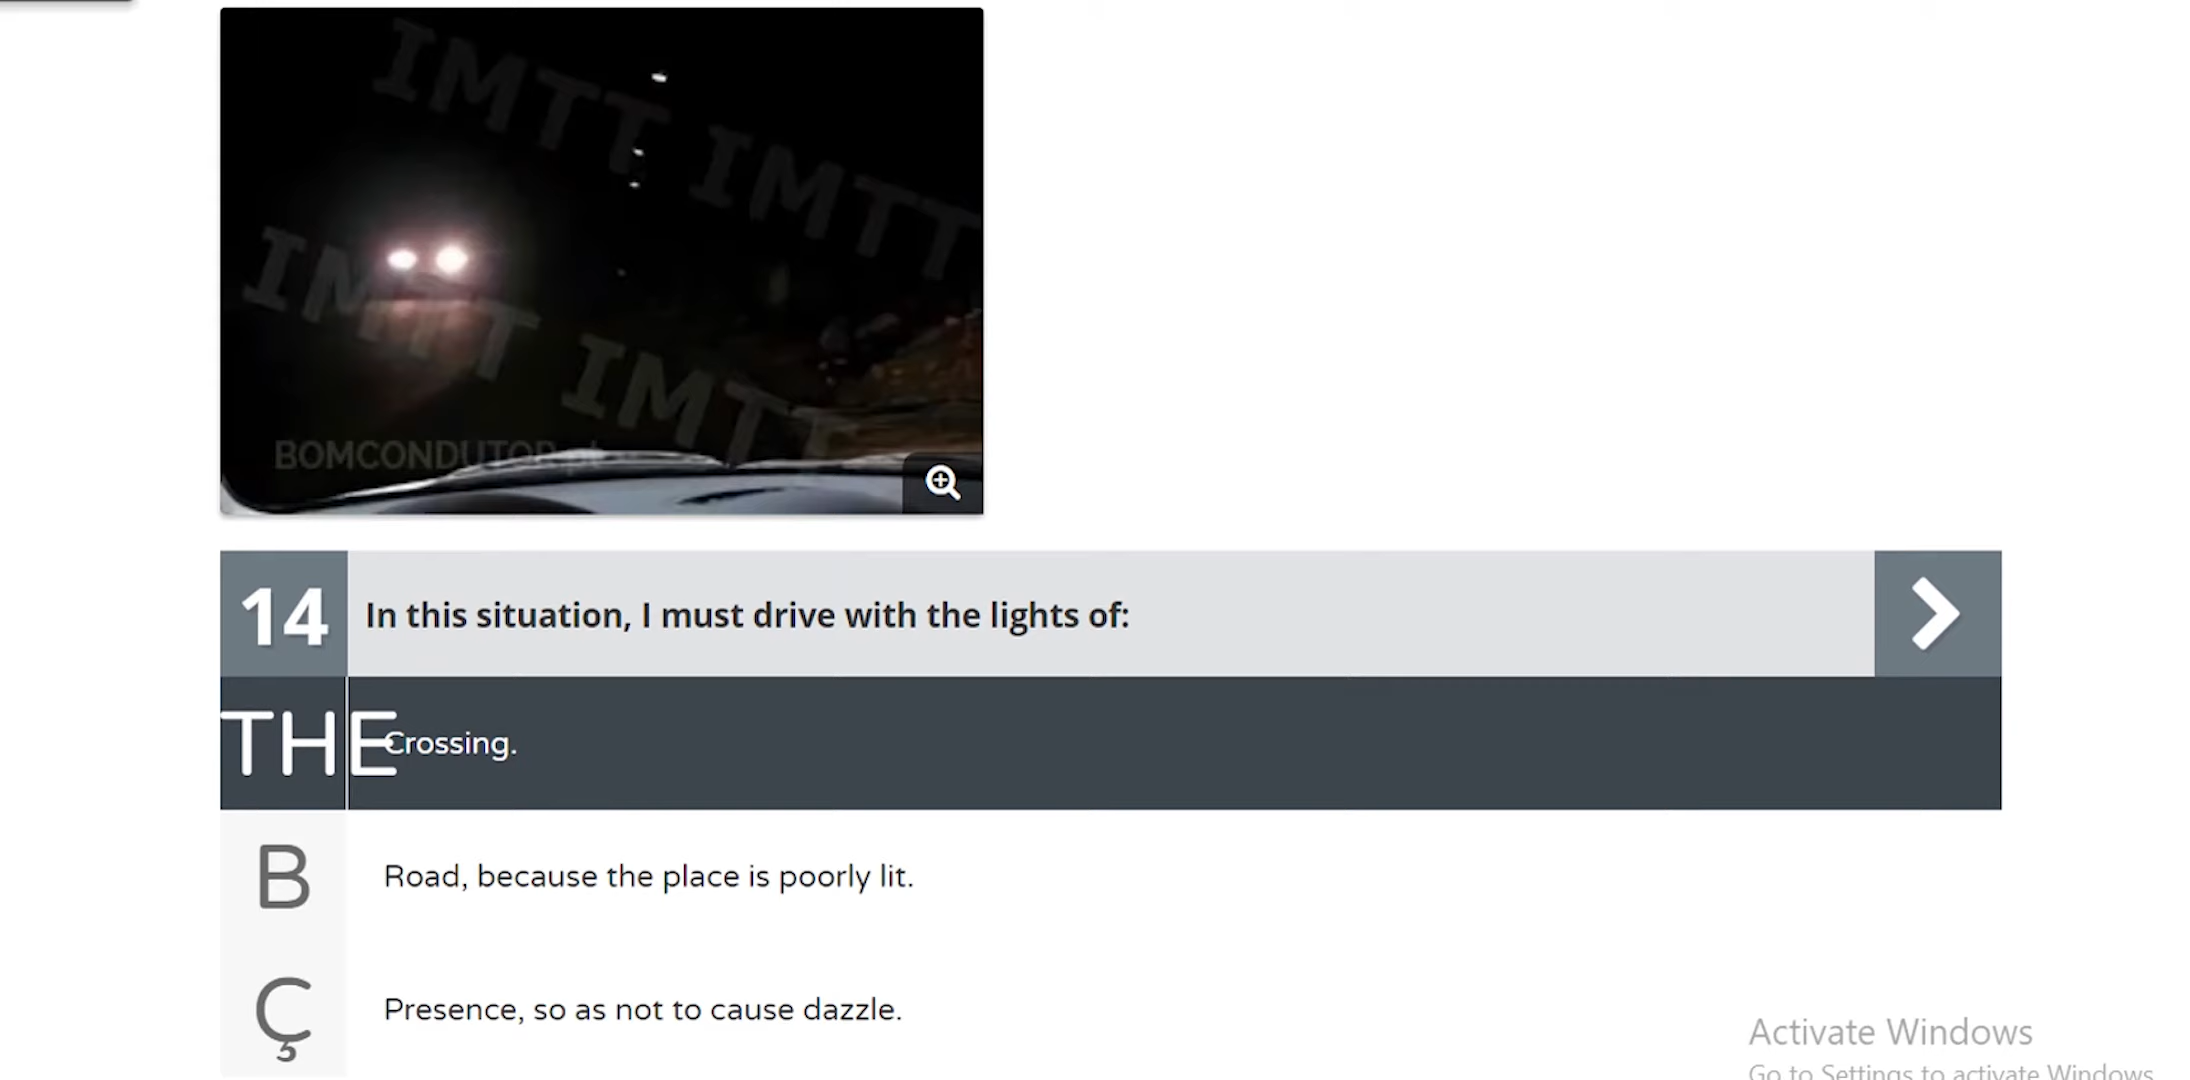 IMTT IMTT
IMTT IMTT
BOMCONDUTOR.pt
14 In this situation, I must drive with the lights of:
THE Crossing.
B Road, because the place is poorly lit.
Ç Presence, so as not to cause dazzle.
Activate Windows
Go to Settings to activate Windows.